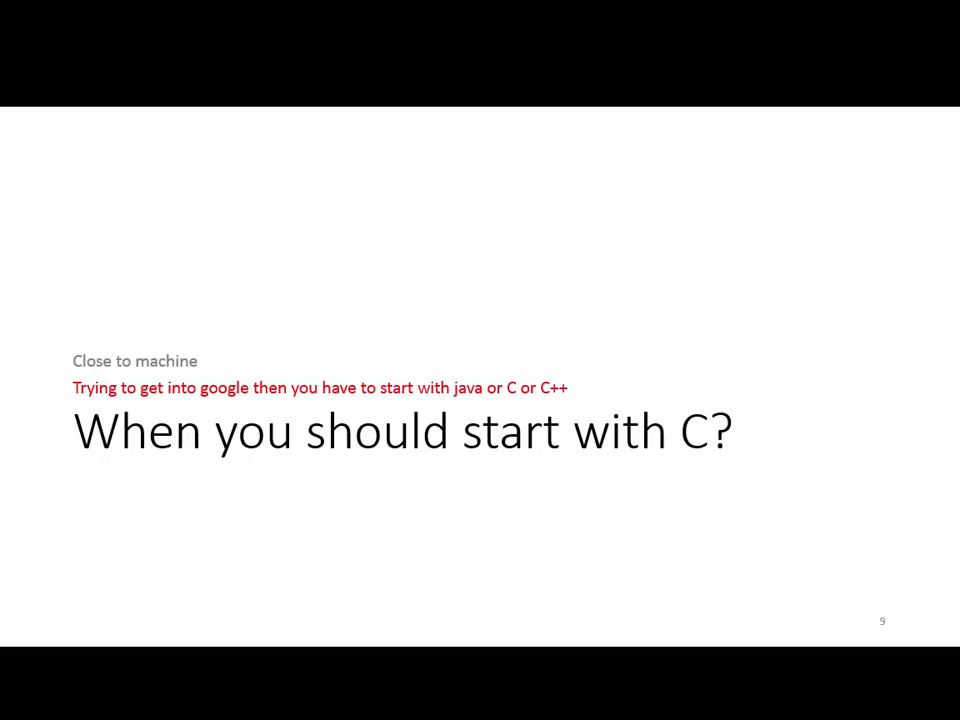 Close to machine
Trying to get into google then you have to start with java or C or C++
When you should start with C?
9